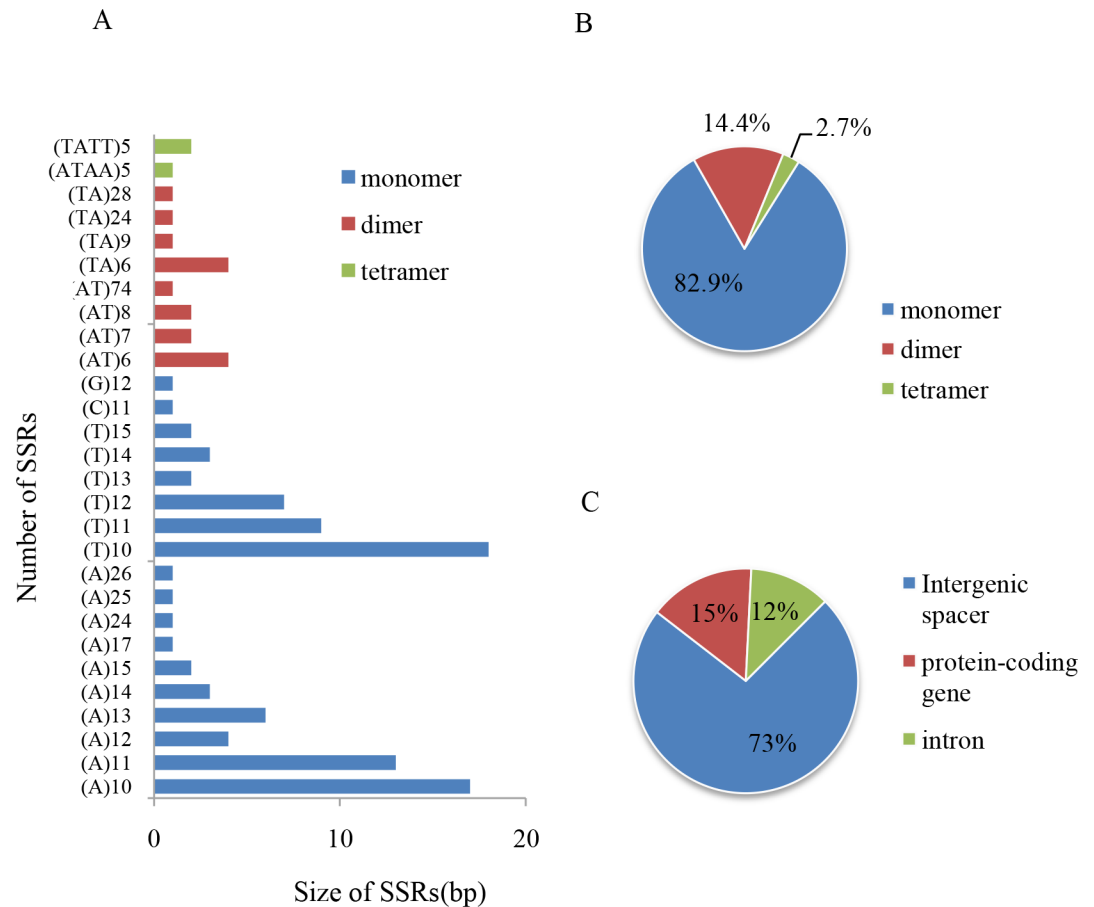 A
(TATT)5
(ATAA)5
(TA)28
(TA)24
(TA)9
(TA)6
(AT)74
(AT)8
(AT)7
(AT)6
(G)12
(C)11
(T)15
(T)14
(T)13
(T)12
(T)11
(T)10
(A)26
(A)25
(A)24
(A)17
(A)15
(A)14
(A)13
(A)12
(A)11
(A)10
Number of SSRs
0 10 20
Size of SSRs(bp)
monomer
dimer
tetramer
B
14.4%
2.7%
82.9%
monomer
dimer
tetramer
C
15%
12%
73%
Intergenic
spacer
protein-coding
gene
intron